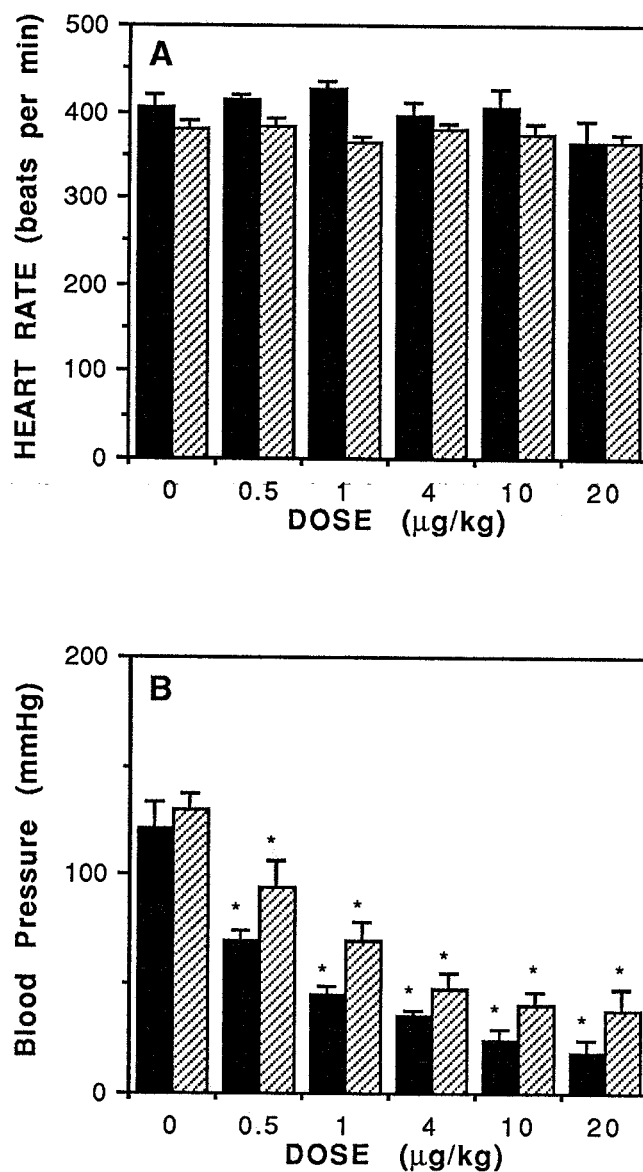 A
HEART RATE (beats per min)
500
400
300
200
100
0
0 0.5 1 4 10 20
DOSE (μg/kg)
B
Blood Pressure (mmHg)
200
100
0
* *
* *
* *
* *
* *
0 0.5 1 4 10 20
DOSE (μg/kg)